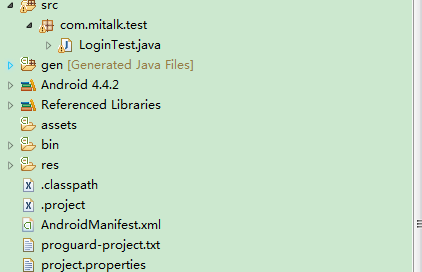 src
com.mitalk.test
LoginTest.java
gen [Generated Java Files]
Android 4.4.2
Referenced Libraries
assets
bin
res
.classpath
.project
AndroidManifest.xml
proguard-project.txt
project.properties